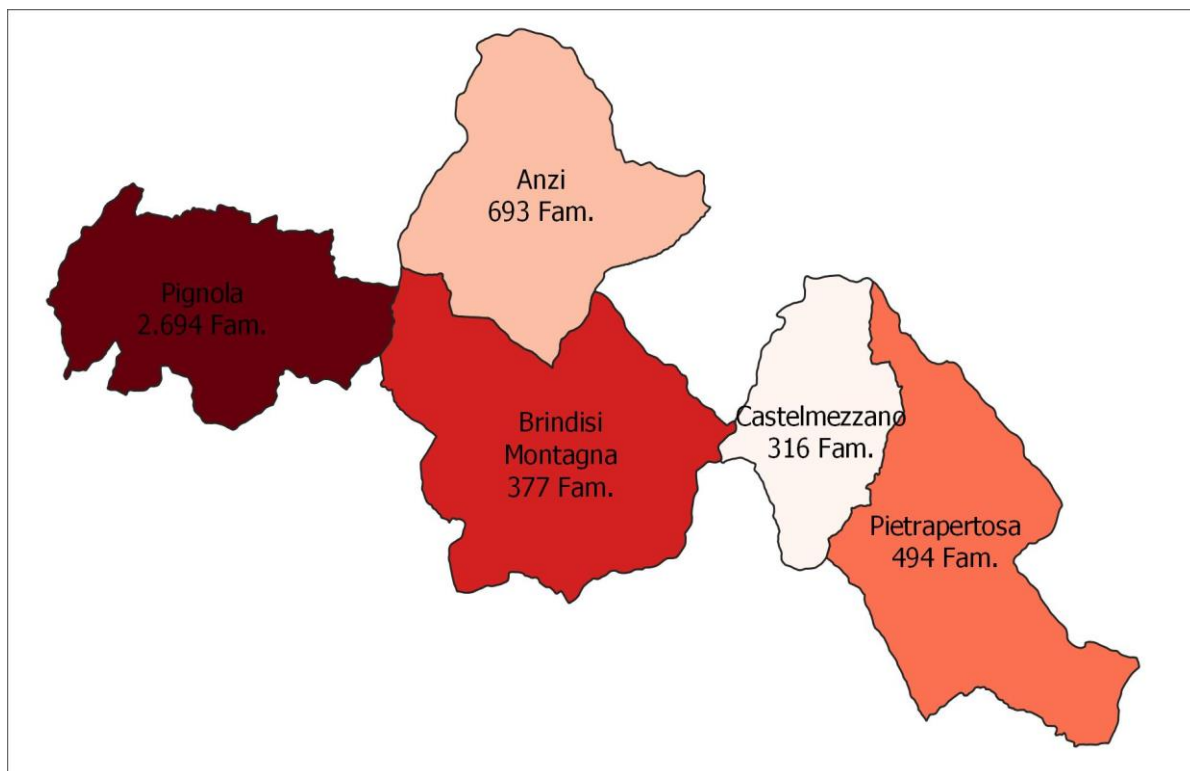 Anzi
693 Fam.
Pignola
2.694 Fam.
Brindisi
Montagna
377 Fam.
Castelmezzano
316 Fam.
Pietrapertosa
494 Fam.